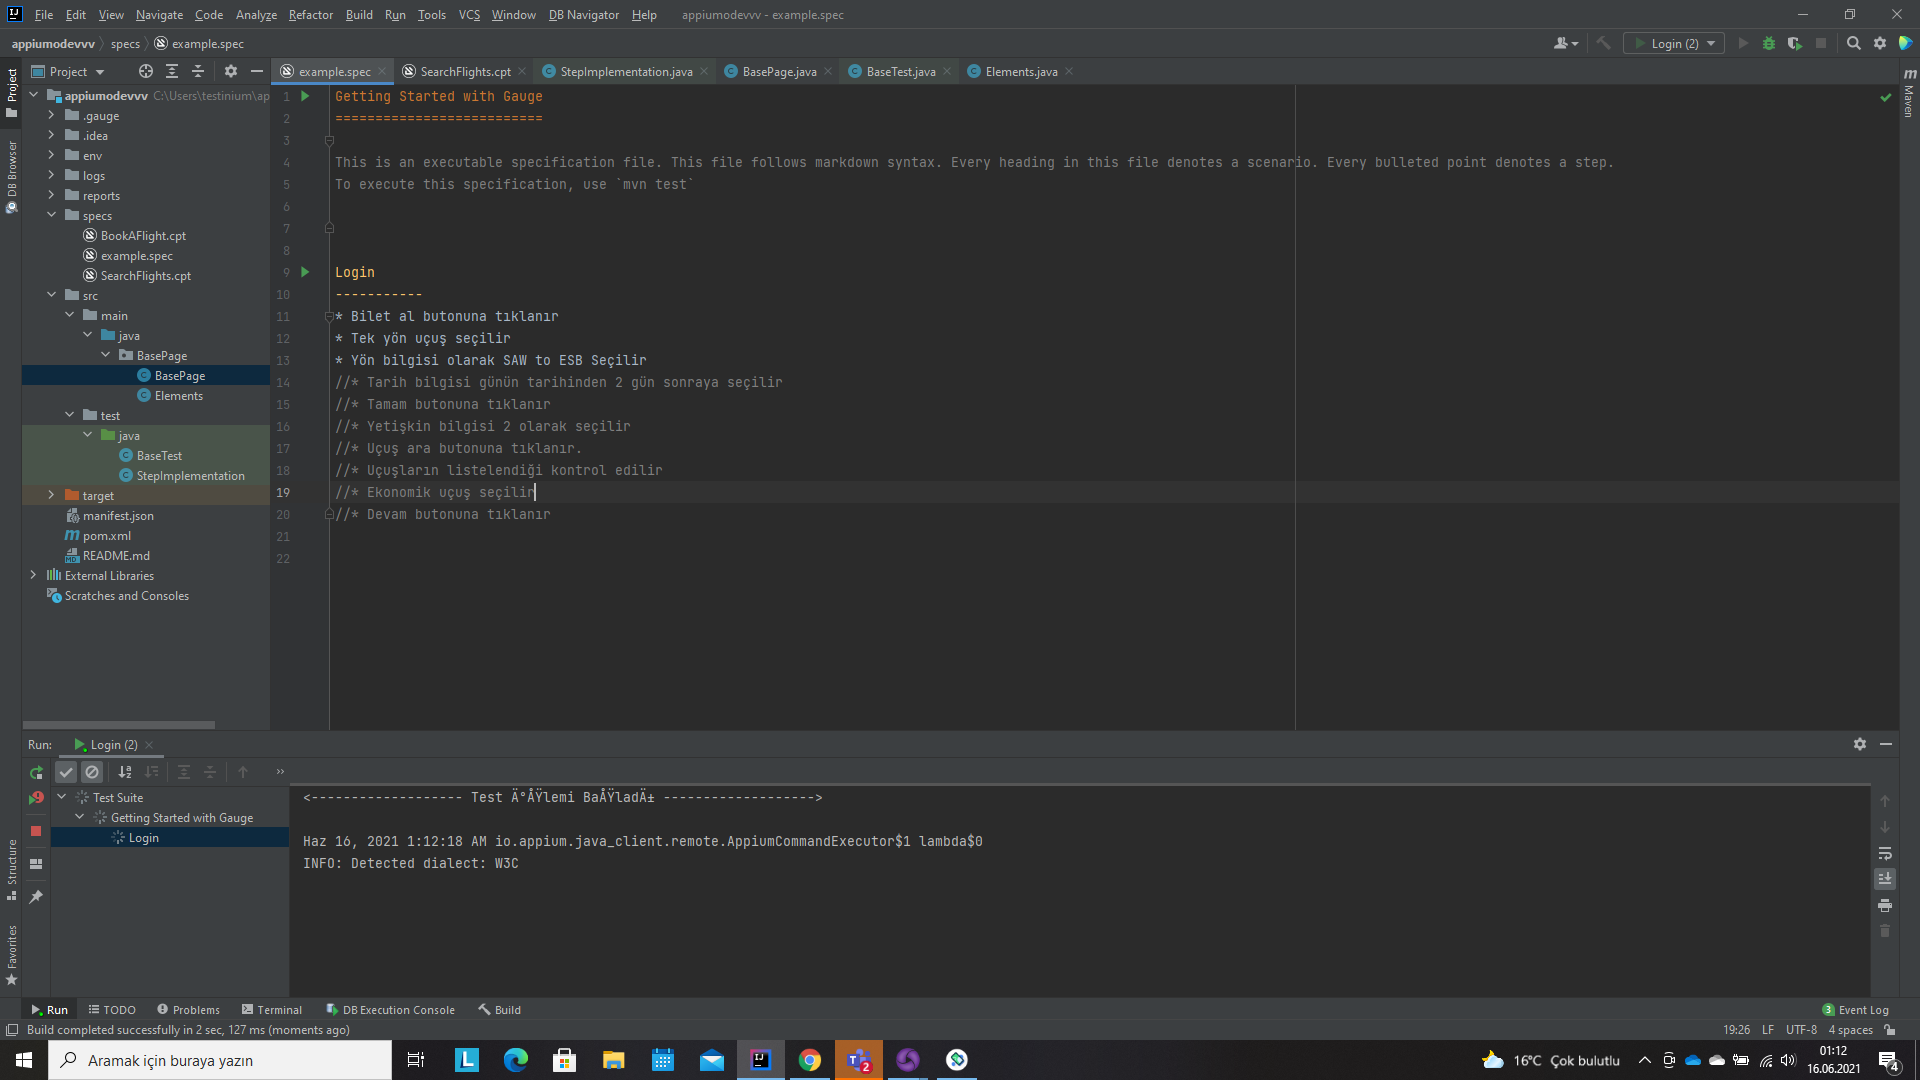 File Edit View Navigate Code Analyze Refactor Build Run Tools VCS Window DB Navigator Help appiumodevvv - example.spec
appiumodevvv specs example.spec
Login (2)
Project
example.spec SearchFlights.cpt StepImplementation.java BasePage.java BaseTest.java Elements.java
Project
DB Browser
Structure
Favorites
Maven
appiumodevvv C:\Users\testinium\ap
.gauge
.idea
env
logs
reports
specs
BookAFlight.cpt
example.spec
SearchFlights.cpt
src
main
java
BasePage
BasePage
Elements
test
java
BaseTest
StepImplementation
target
manifest.json
pom.xml
README.md
External Libraries
Scratches and Consoles
1 Getting Started with Gauge
2 ==========================
3
4 This is an executable specification file. This file follows markdown syntax. Every heading in this file denotes a scenario. Every bulleted point denotes a step.
5 To execute this specification, use `mvn test`
6
7
8
9 Login
10 -----------
11 * Bilet al butonuna tıklanır
12 * Tek yön uçuş seçilir
13 * Yön bilgisi olarak SAW to ESB Seçilir
14 //* Tarih bilgisi günün tarihinden 2 gün sonraya seçilir
15 //* Tamam butonuna tıklanır
16 //* Yetişkin bilgisi 2 olarak seçilir
17 //* Uçuş ara butonuna tıklanır.
18 //* Uçuşların listelendiği kontrol edilir
19 //* Ekonomik uçuş seçilir
20 //* Devam butonuna tıklanır
21
22
Run: Login (2)
Test Suite
Getting Started with Gauge
Login
<------------------- Test Ä°ÅŸlemi BaÅŸladÄ± ------------------->
Haz 16, 2021 1:12:18 AM io.appium.java_client.remote.AppiumCommandExecutor$1 lambda$0
INFO: Detected dialect: W3C
Run TODO Problems Terminal DB Execution Console Build 3 Event Log
Build completed successfully in 2 sec, 127 ms (moments ago) 19:26 LF UTF-8 4 spaces
Aramak için buraya yazın
16°C Çok bulutlu
01:12
16.06.2021
2
4